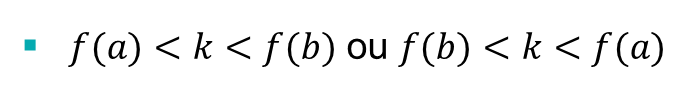 ▪ f(a) < k < f(b) ou f(b) < k < f(a)